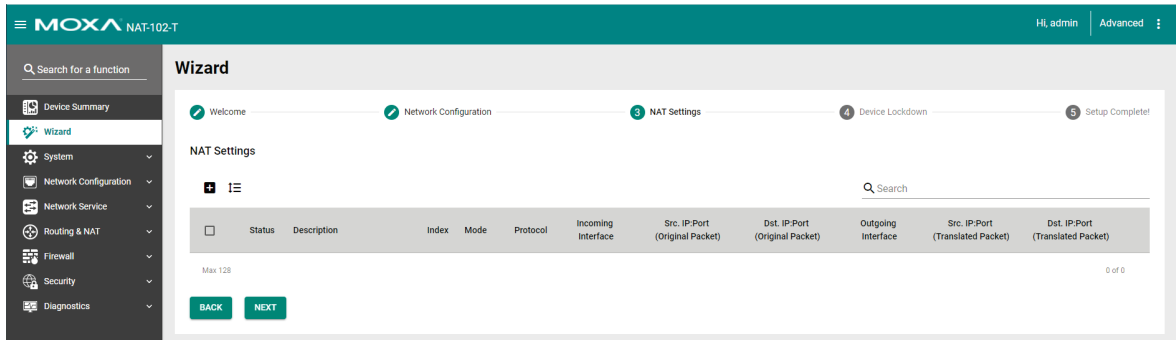 MOXA NAT-102-T
Hi, admin
Advanced
Search for a function
Device Summary
Wizard
System
Network Configuration
Network Service
Routing & NAT
Firewall
Security
Diagnostics
Wizard
Welcome
Network Configuration
3 NAT Settings
4 Device Lockdown
5 Setup Complete!
NAT Settings
Search
Status
Description
Index
Mode
Protocol
Incoming
Interface
Src. IP:Port
(Original Packet)
Dst. IP:Port
(Original Packet)
Outgoing
Interface
Src. IP:Port
(Translated Packet)
Dst. IP:Port
(Translated Packet)
Max 128
0 of 0
BACK
NEXT